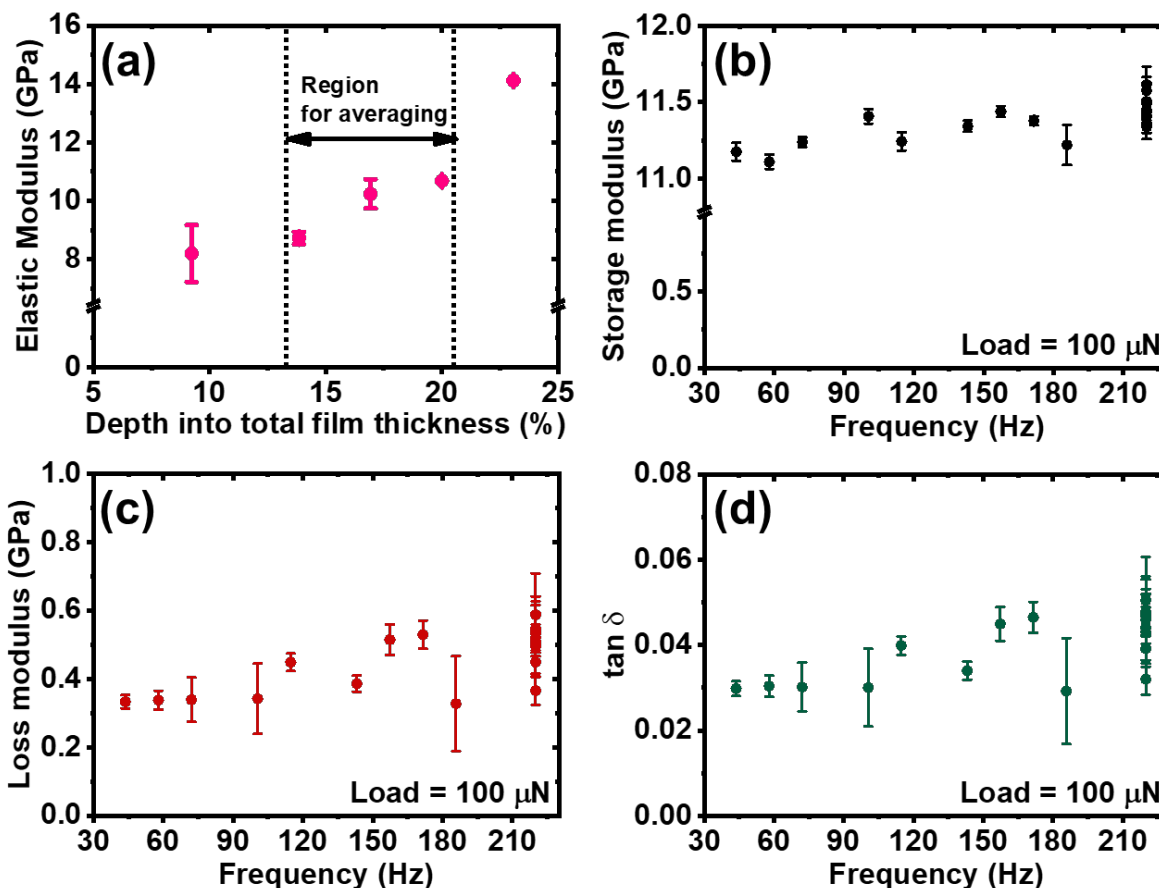 (a)
Elastic Modulus (GPa)
16
14
12
10
8
0
Region
for averaging
5
10
15
20
25
Depth into total film thickness (%)
(b)
Storage modulus (GPa)
12.0
11.5
11.0
0.5
0.0
Load = 100 μN
30
60
90
120
150
180
210
Frequency (Hz)
(c)
Loss modulus (GPa)
1.0
0.8
0.6
0.4
0.2
0.0
Load = 100 μN
30
60
90
120
150
180
210
Frequency (Hz)
(d)
tan δ
0.08
0.06
0.04
0.02
0.00
Load = 100 μN
30
60
90
120
150
180
210
Frequency (Hz)